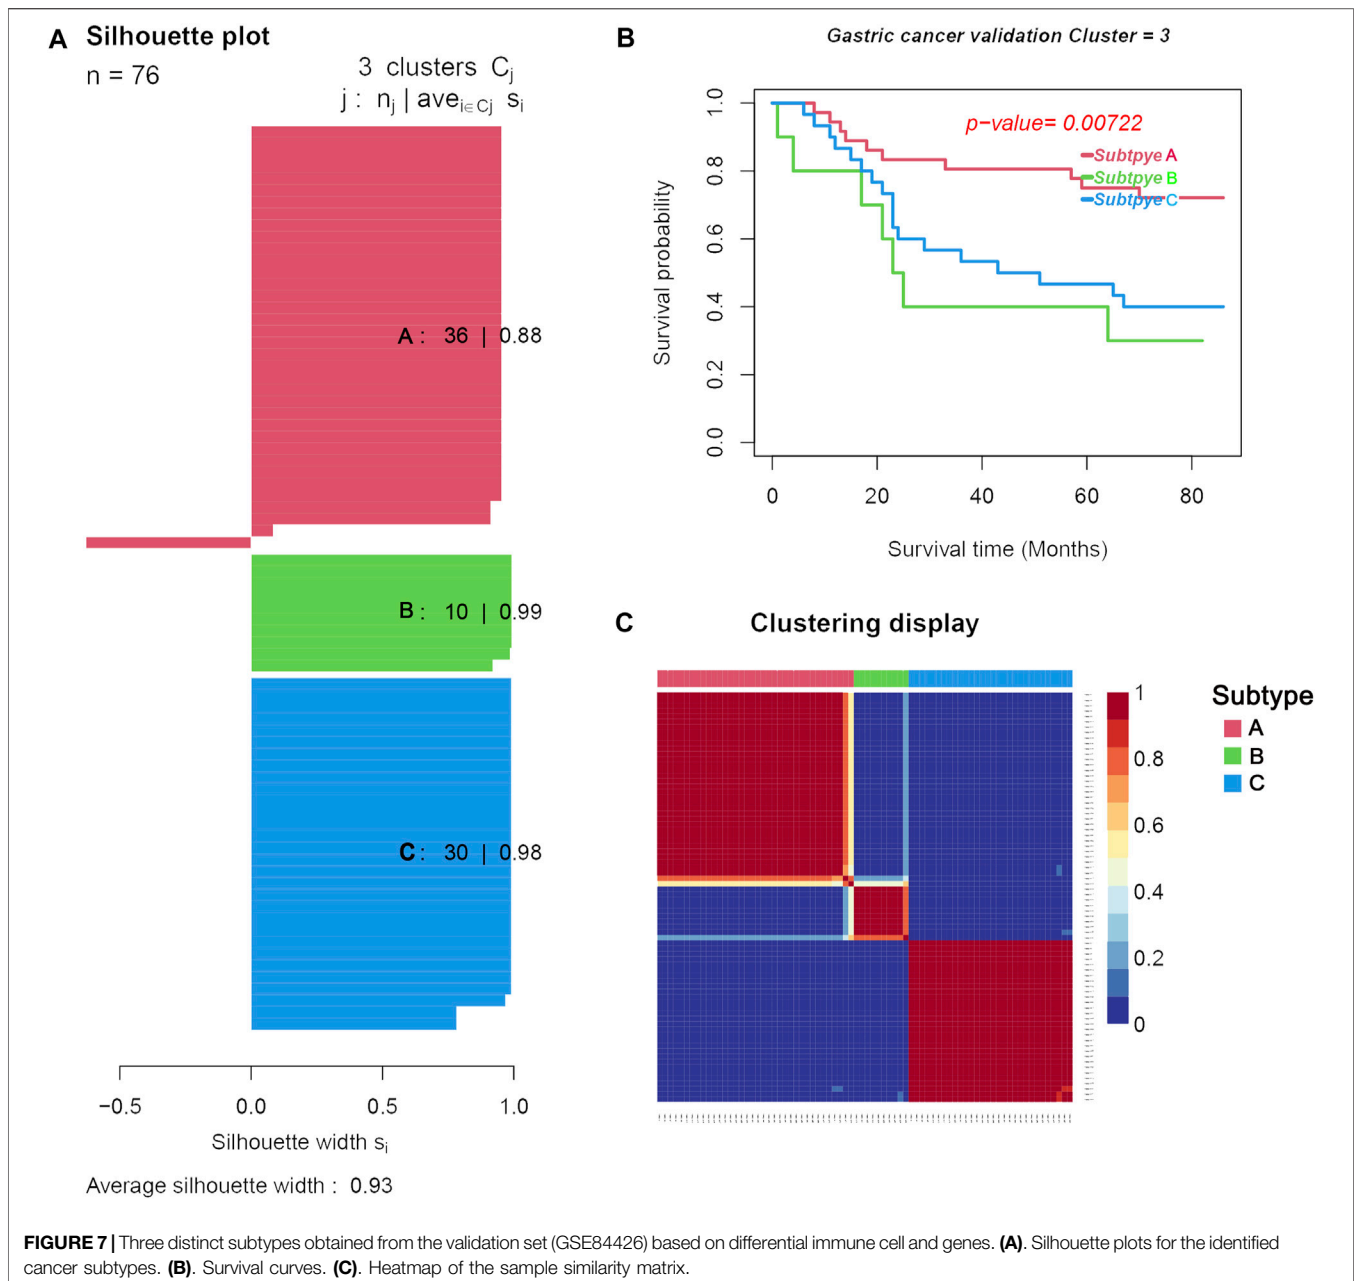 A Silhouette plot
n = 76
3 clusters Cj
j : nj | avei∈Cj si
A : 36 | 0.88
B : 10 | 0.99
C : 30 | 0.98
−0.5 0.0 0.5 1.0
Silhouette width si
Average silhouette width : 0.93
B Gastric cancer validation Cluster = 3
p−value= 0.00722
Subtpye A
Subtpye B
Subtpye C
Survival probability
1.0
0.8
0.6
0.4
0.2
0.0
0 20 40 60 80
Survival time (Months)
C Clustering display
1
0.8
0.6
0.4
0.2
0
Subtype
A
B
C
FIGURE 7 | Three distinct subtypes obtained from the validation set (GSE84426) based on differential immune cell and genes. (A). Silhouette plots for the identified
cancer subtypes. (B). Survival curves. (C). Heatmap of the sample similarity matrix.